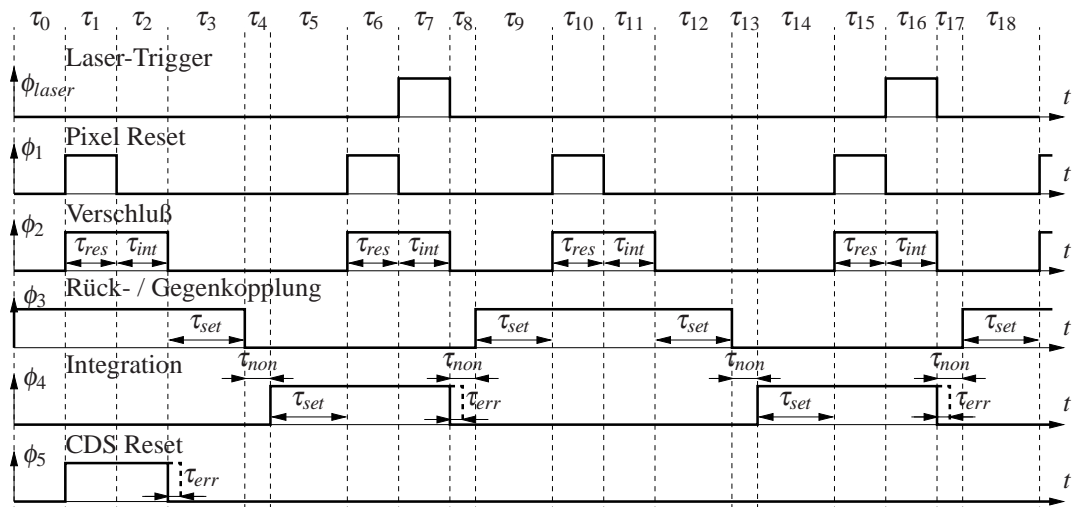 τ0 τ1 τ2 τ3 τ4 τ5 τ6 τ7 τ8 τ9 τ10 τ11 τ12 τ13 τ14 τ15 τ16 τ17 τ18
Laser-Trigger
ϕlaser t
Pixel Reset
ϕ1 t
Verschluß
ϕ2 τres τint τres τint τres τint τres τint t
Rück- / Gegenkopplung
ϕ3 τset τset τset τset t
Integration τnon τnon τnon τnon
ϕ4 τset τerr τset τerr t
CDS Reset
ϕ5 τerr t